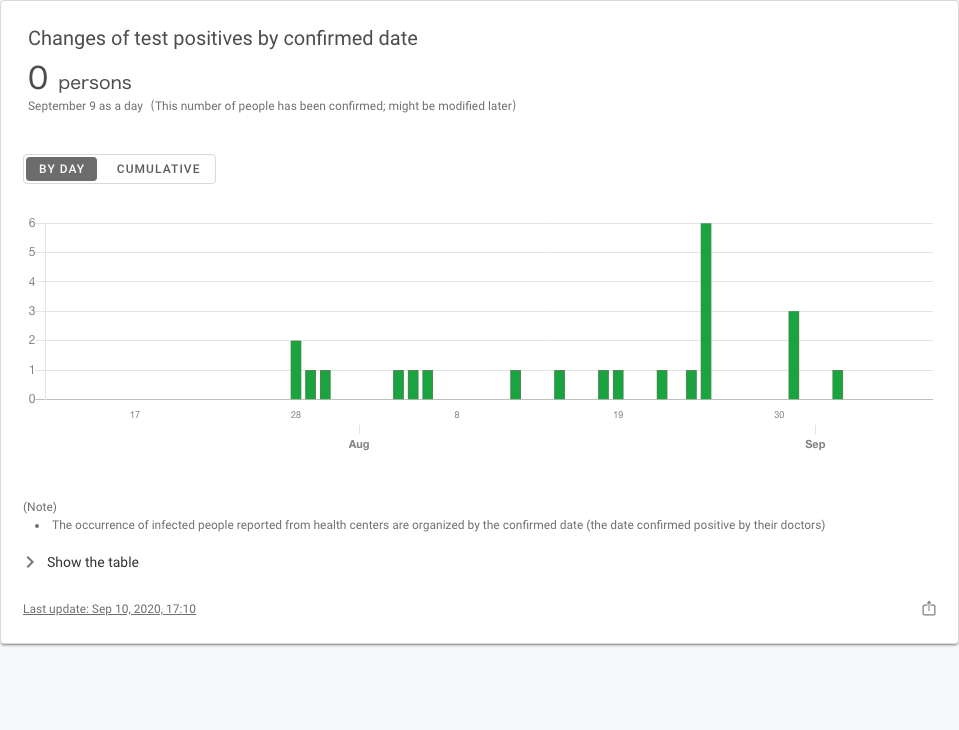 Changes of test positives by confirmed date
0 persons
September 9 as a day（This number of people has been confirmed; might be modified later）
BY DAY CUMULATIVE
6
5
4
3
2
1
0
17 28 8 19 30
Aug Sep
(Note)
• The occurrence of infected people reported from health centers are organized by the confirmed date (the date confirmed positive by their doctors)
Show the table
Last update: Sep 10, 2020, 17:10